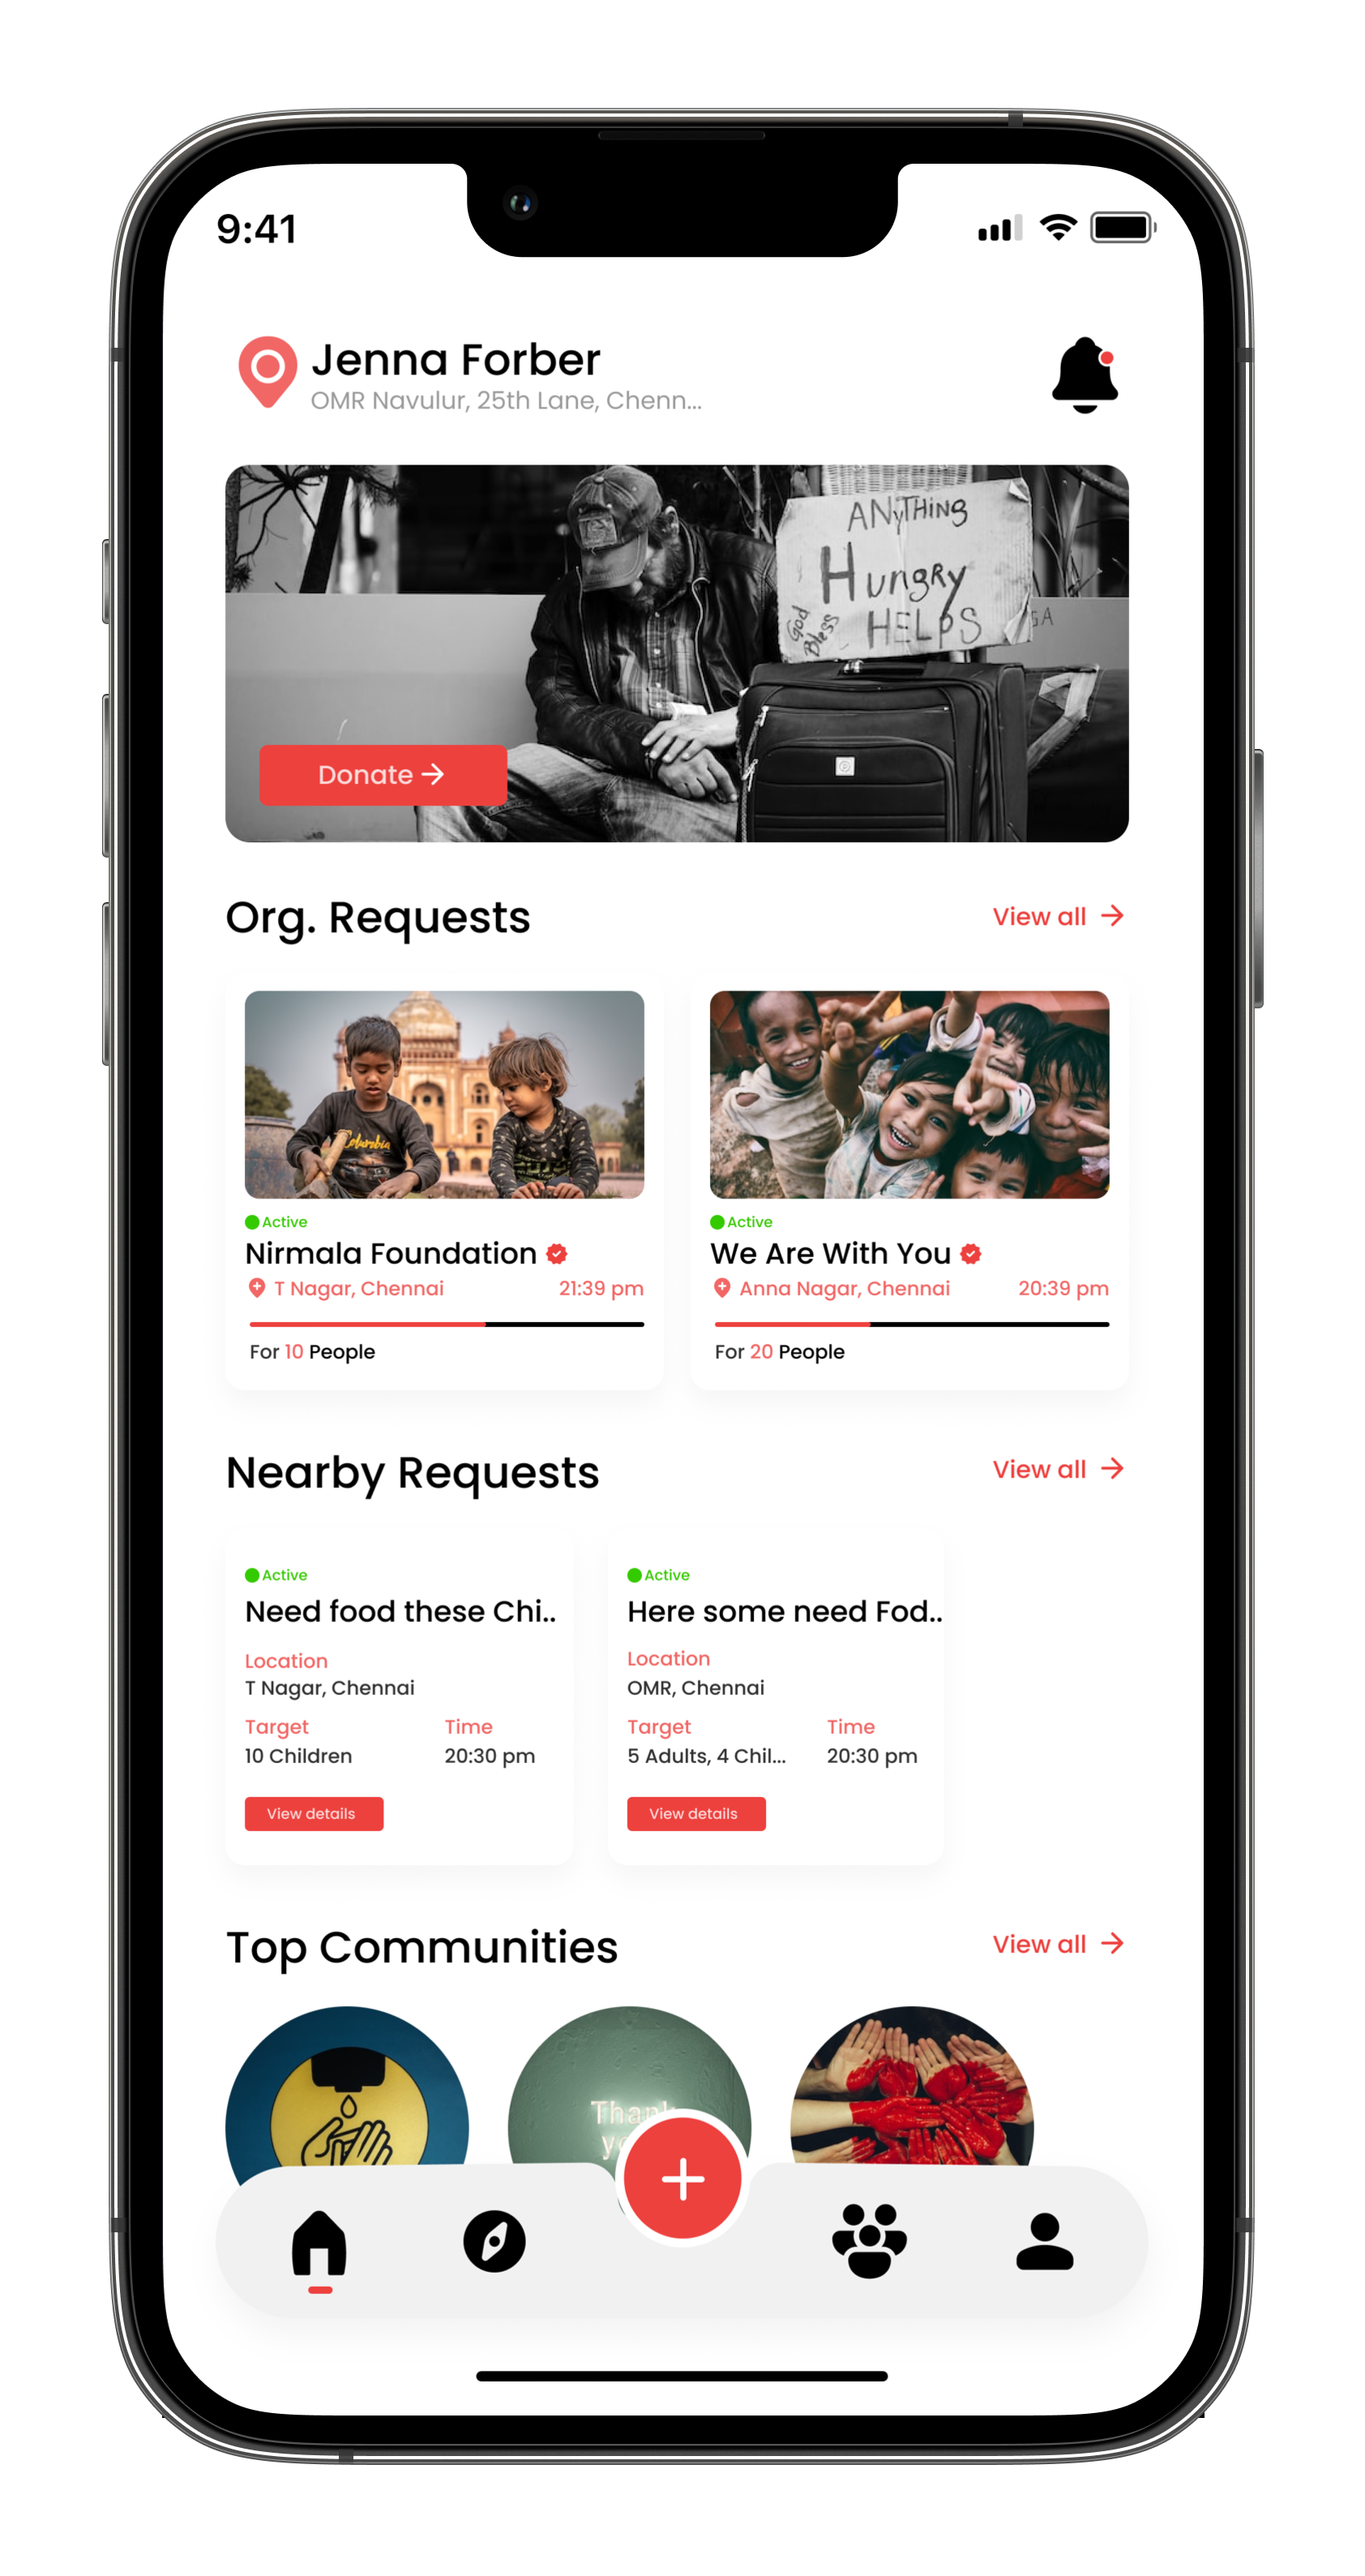 9:41
Jenna Forber
OMR Navulur, 25th Lane, Chenn...
ANyTHING
HungRy
HELPS
God
Bless
Donate
Org. Requests
View all
Columbia
Active
Active
Nirmala Foundation
We Are With You
T Nagar, Chennai
21:39 pm
Anna Nagar, Chennai
20:39 pm
For 10 People
For 20 People
Nearby Requests
View all
Active
Need food these Chi..
Location
T Nagar, Chennai
Target
Time
10 Children
20:30 pm
View details
Active
Here some need Fod..
Location
OMR, Chennai
Target
Time
5 Adults, 4 Chil...
20:30 pm
View details
Top Communities
View all
Thank